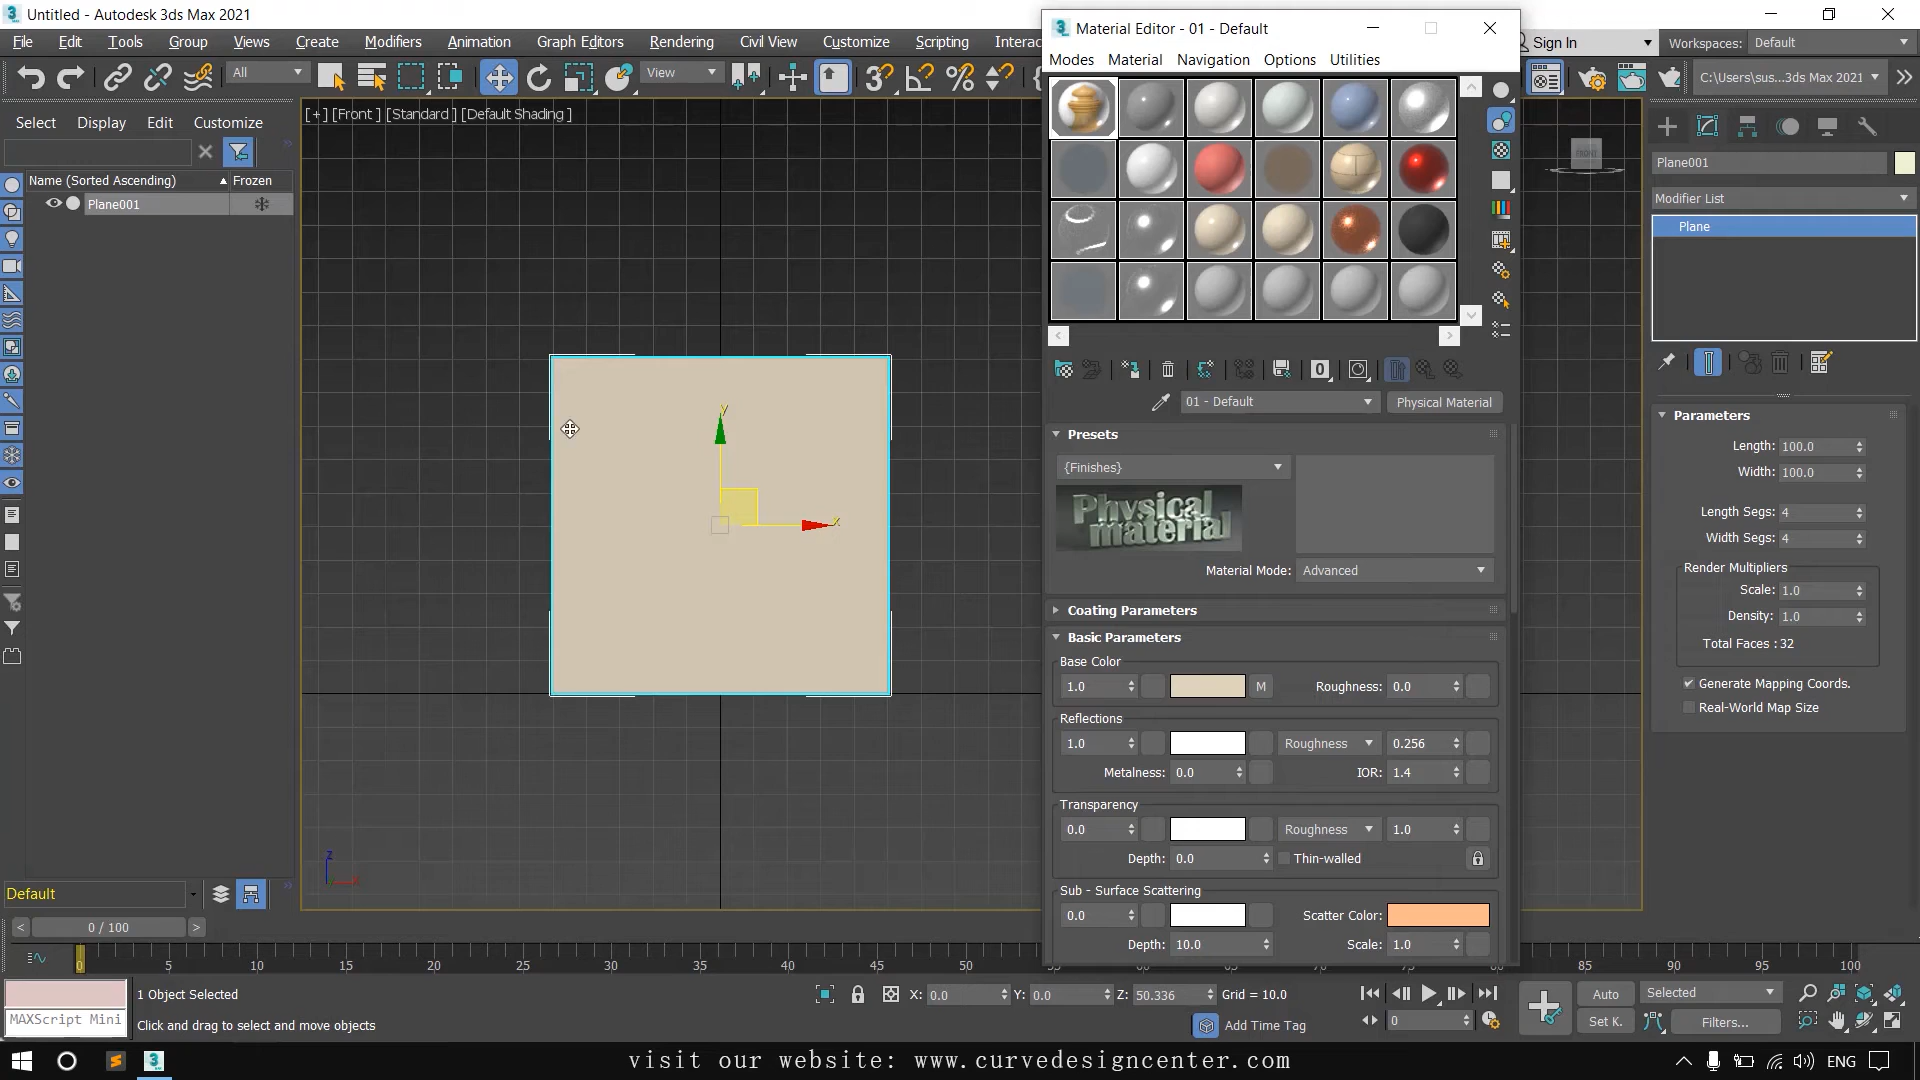 Untitled - Autodesk 3ds Max 2021
File Edit Tools Group Views Create Modifiers Animation Graph Editors Rendering Civil View Customize Scripting Interac
Sign In Workspaces: Default
All View C:\Users\sus...3ds Max 2021
Select Display Edit Customize
Name (Sorted Ascending) Frozen
Plane001
[+] [Front ] [Standard ] [Default Shading ]
FRONT
y
x
z
Default
0 / 100
0 5 10 15 20 25 30 35 40 45 50
85 90 95 100
Material Editor - 01 - Default
Modes Material Navigation Options Utilities
0
01 - Default Physical Material
Presets
{Finishes}
Physical
material
Material Mode: Advanced
Coating Parameters
Basic Parameters
Base Color
1.0 M Roughness: 0.0
Reflections
1.0 Roughness 0.256
Metalness: 0.0 IOR: 1.4
Transparency
0.0 Roughness 1.0
Depth: 0.0 Thin-walled
Sub - Surface Scattering
0.0 Scatter Color:
Depth: 10.0 Scale: 1.0
Plane001
Modifier List
Plane
Parameters
Length: 100.0
Width: 100.0
Length Segs: 4
Width Segs: 4
Render Multipliers
Scale: 1.0
Density: 1.0
Total Faces : 32
Generate Mapping Coords.
Real-World Map Size
MAXScript Mini
1 Object Selected
Click and drag to select and move objects
X: 0.0 Y: 0.0 Z: 50.336 Grid = 10.0
Add Time Tag
0
Auto Selected
Set K. Filters...
visit our website: www.curvedesigncenter.com
ENG